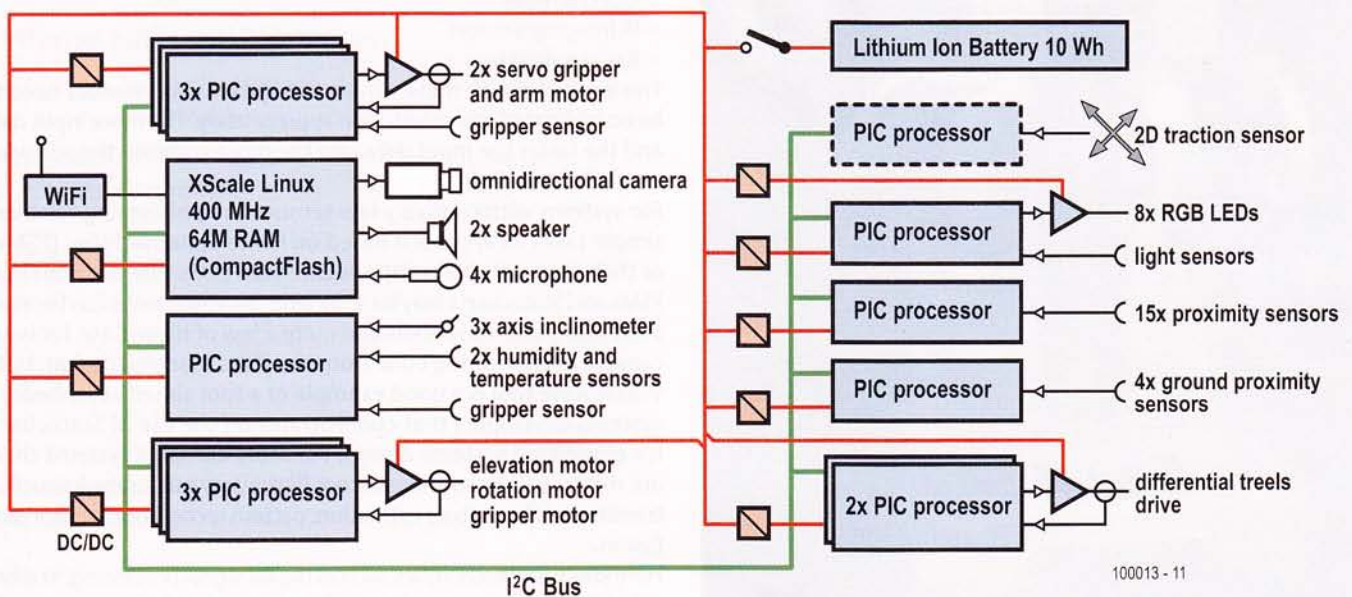 3x PIC processor
2x servo gripper
and arm motor
gripper sensor
WiFi
XScale Linux
400 MHz
64M RAM
(CompactFlash)
omnidirectional camera
2x speaker
4x microphone
PIC processor
3x axis inclinometer
2x humidity and
temperature sensors
gripper sensor
3x PIC processor
elevation motor
rotation motor
gripper motor
DC/DC
I²C Bus
Lithium Ion Battery 10 Wh
PIC processor
2D traction sensor
PIC processor
8x RGB LEDs
light sensors
PIC processor
15x proximity sensors
PIC processor
4x ground proximity
sensors
2x PIC processor
differential treels
drive
100013 - 11